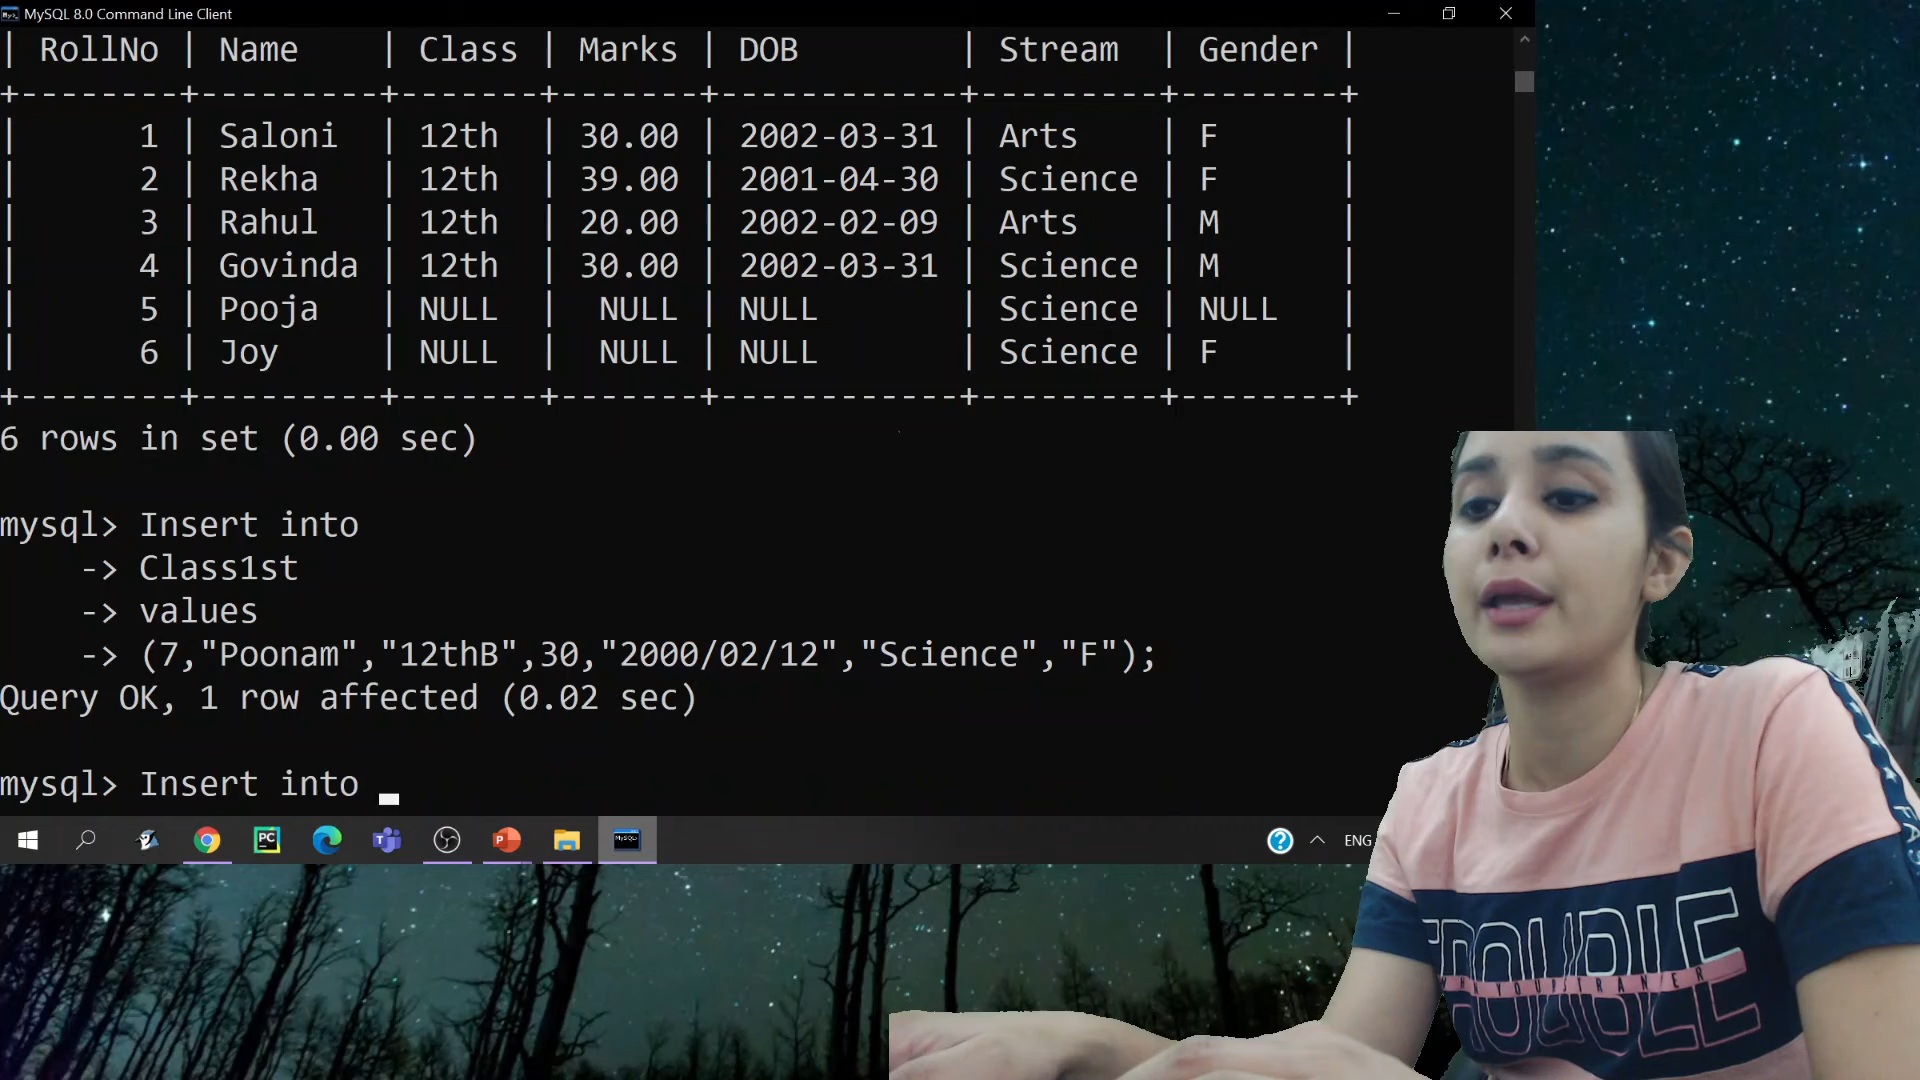 MySQL 8.0 Command Line Client
| RollNo | Name | Class | Marks | DOB | Stream | Gender |
+--------+---------+-------+-------+------------+---------+--------+
| 1 | Saloni | 12th | 30.00 | 2002-03-31 | Arts | F |
| 2 | Rekha | 12th | 39.00 | 2001-04-30 | Science | F |
| 3 | Rahul | 12th | 20.00 | 2002-02-09 | Arts | M |
| 4 | Govinda | 12th | 30.00 | 2002-03-31 | Science | M |
| 5 | Pooja | NULL | NULL | NULL | Science | NULL |
| 6 | Joy | NULL | NULL | NULL | Science | F |
+--------+---------+-------+-------+------------+---------+--------+
6 rows in set (0.00 sec)
mysql> Insert into
-> Class1st
-> values
-> (7,"Poonam","12thB",30,"2000/02/12","Science","F");
Query OK, 1 row affected (0.02 sec)
mysql> Insert into _
ENG
TROUBLE